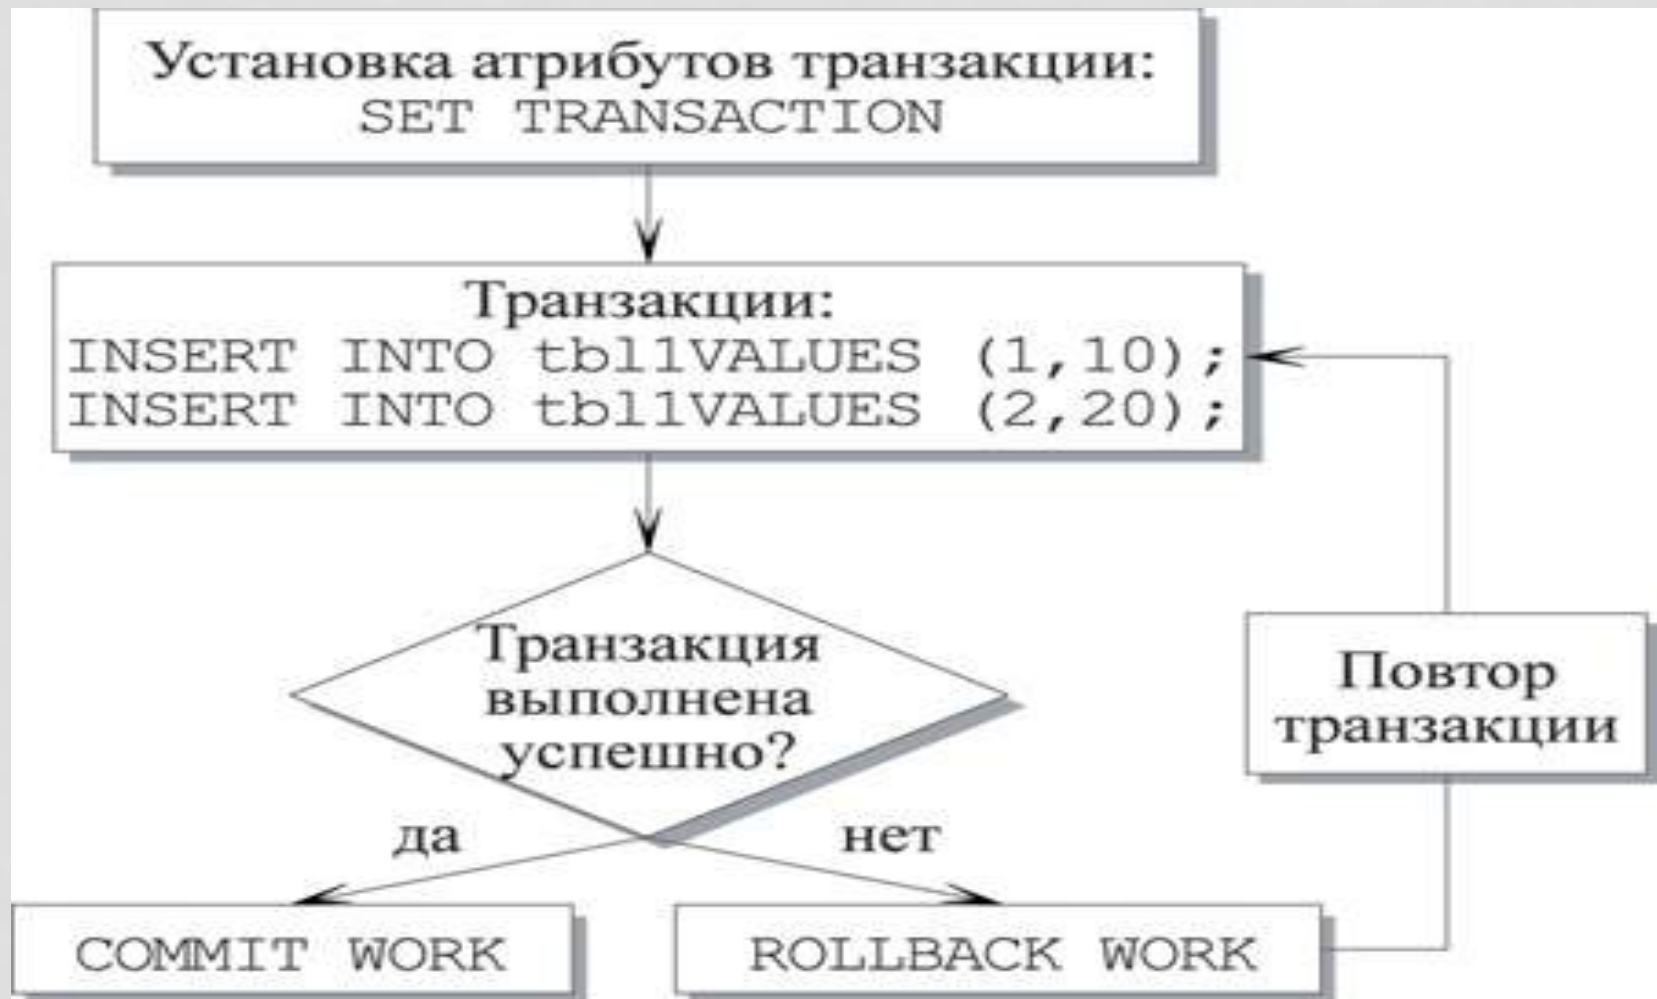 Установка атрибутов транзакции:
SET TRANSACTION
Транзакции:
INSERT INTO tbl1VALUES (1,10);
INSERT INTO tbl1VALUES (2,20);
Транзакция
выполнена
успешно?
Повтор
транзакции
да
нет
COMMIT WORK
ROLLBACK WORK